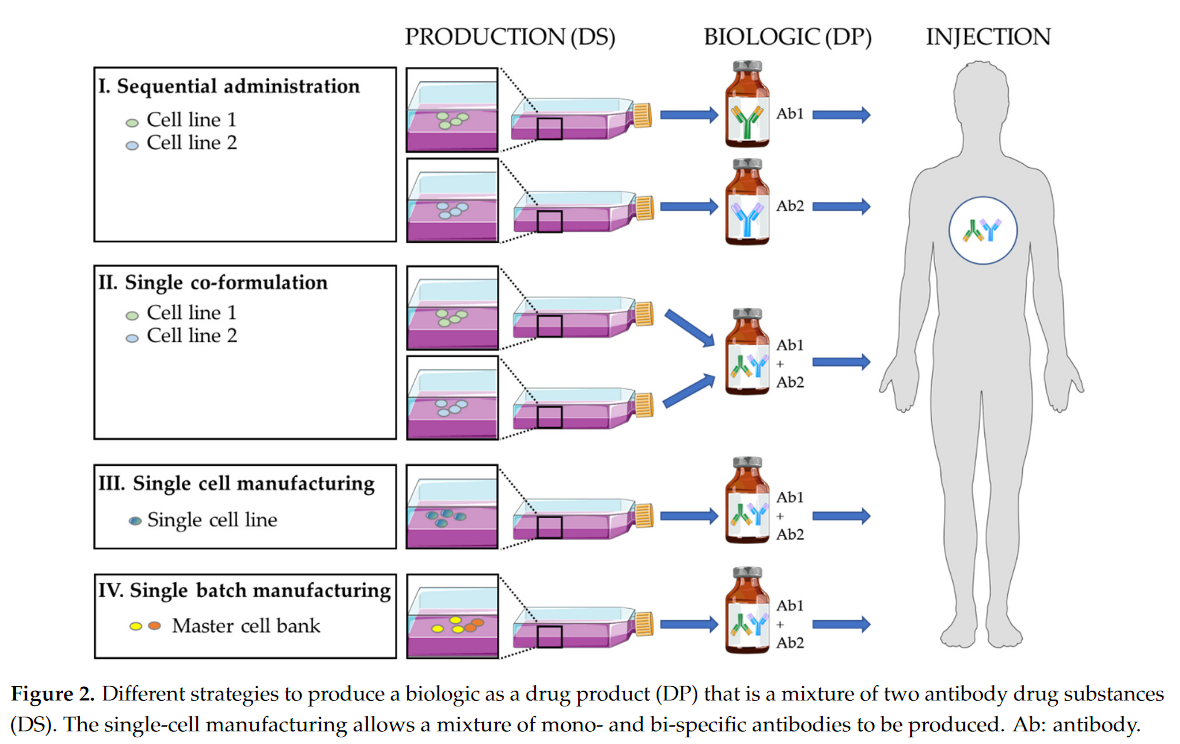 PRODUCTION (DS)
BIOLOGIC (DP)
INJECTION
I. Sequential administration
Cell line 1
Cell line 2
Ab1
Ab2
II. Single co-formulation
Cell line 1
Cell line 2
Ab1
+
Ab2
III. Single cell manufacturing
Single cell line
Ab1
+
Ab2
IV. Single batch manufacturing
Master cell bank
Ab1
+
Ab2
Figure 2. Different strategies to produce a biologic as a drug product (DP) that is a mixture of two antibody drug substances
(DS). The single-cell manufacturing allows a mixture of mono- and bi-specific antibodies to be produced. Ab: antibody.